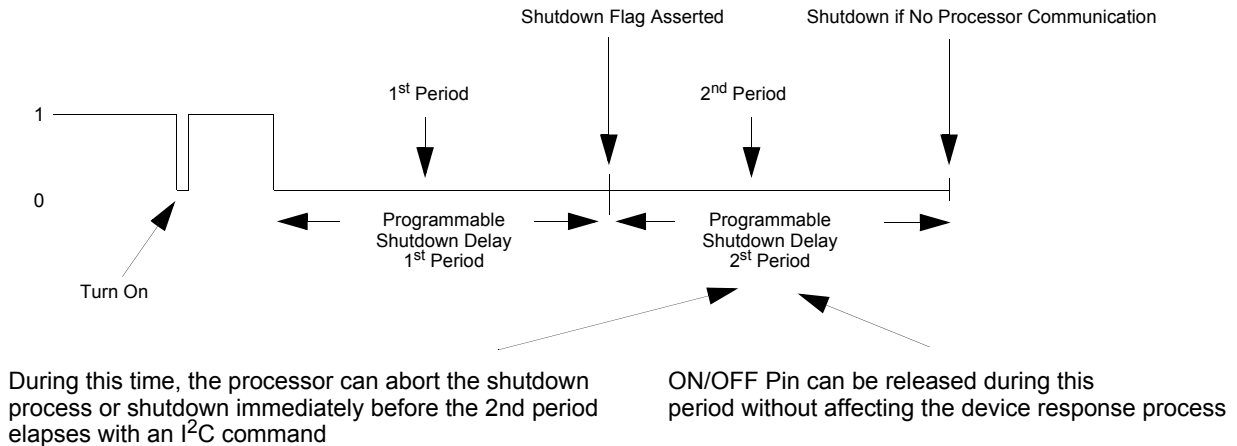 Shutdown Flag Asserted
Shutdown if No Processor Communication
1st Period
2nd Period
1
0
Programmable
Shutdown Delay
1st Period
Programmable
Shutdown Delay
2st Period
Turn On
During this time, the processor can abort the shutdown
process or shutdown immediately before the 2nd period
elapses with an I2C command
ON/OFF Pin can be released during this
period without affecting the device response process